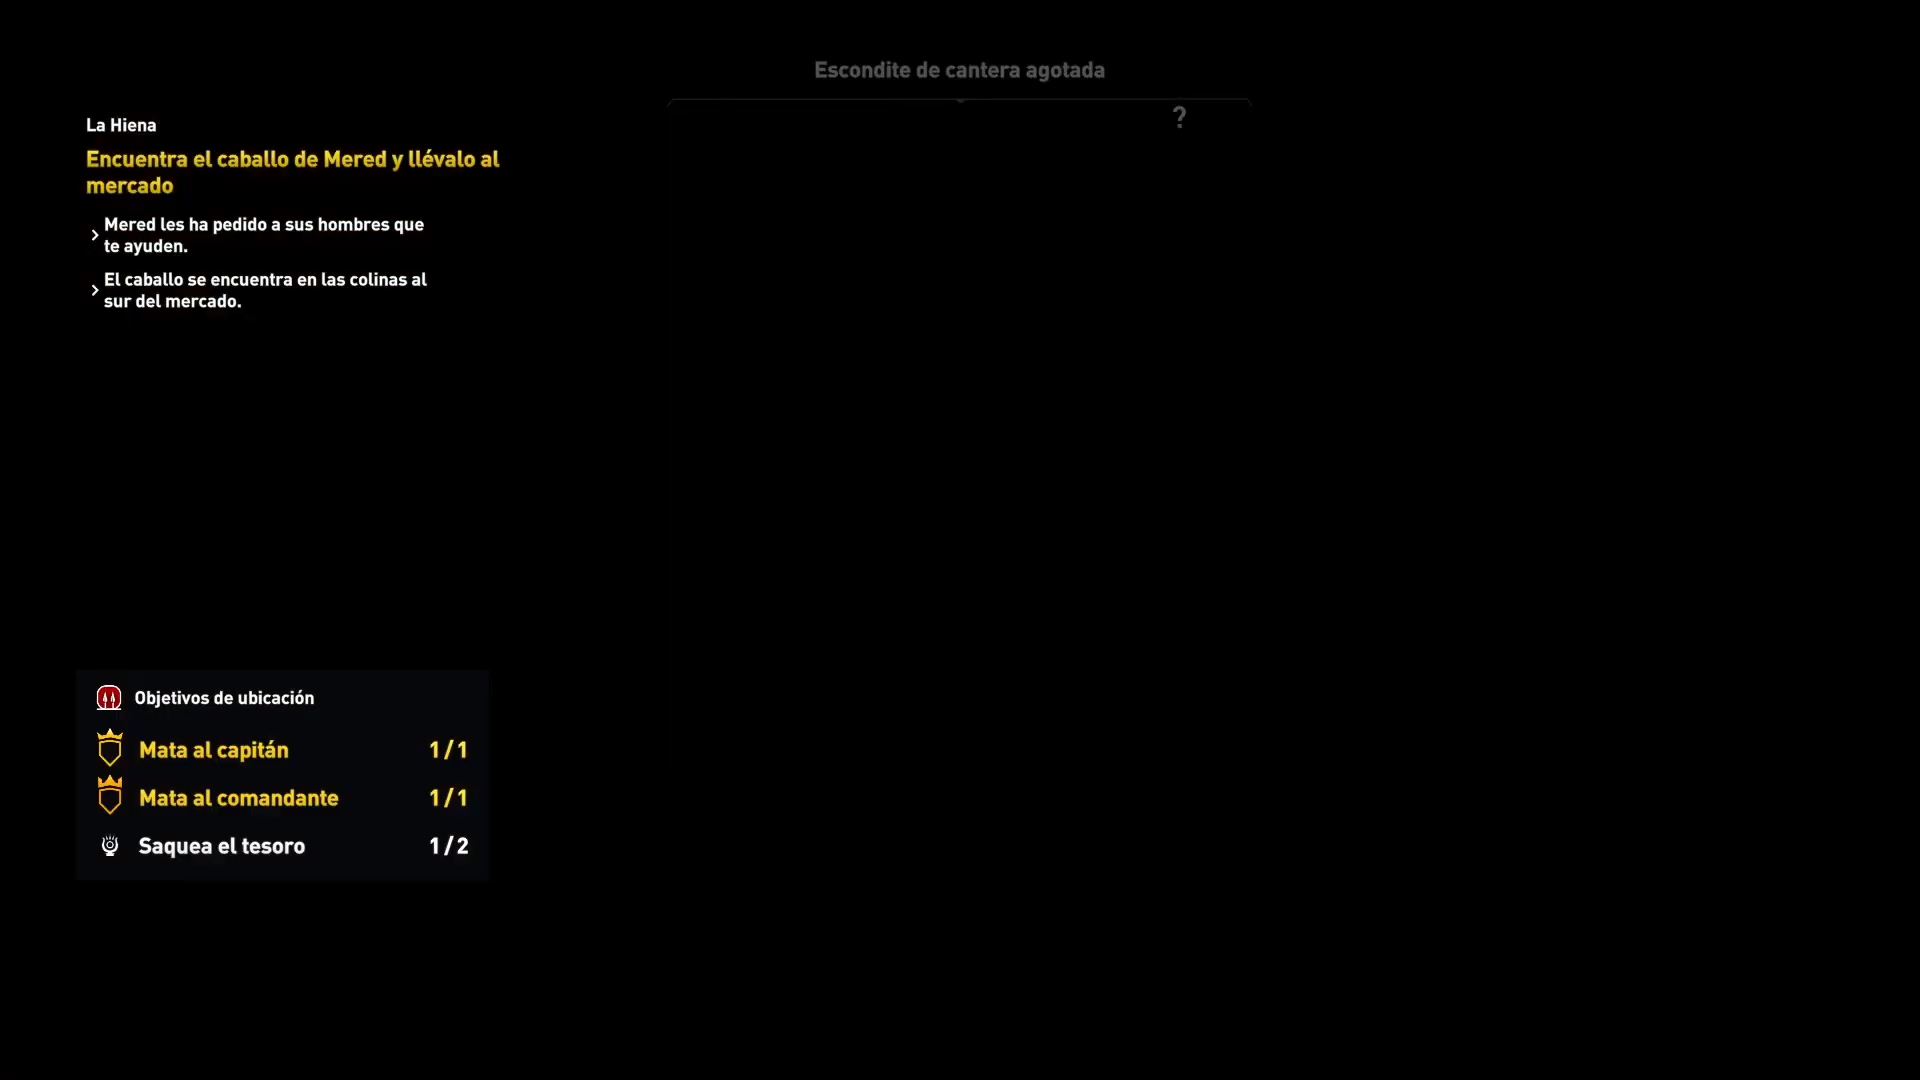 Escondite de cantera agotada
?
La Hiena
Encuentra el caballo de Mered y llévalo al
mercado
Mered les ha pedido a sus hombres que
te ayuden.
El caballo se encuentra en las colinas al
sur del mercado.
Objetivos de ubicación
Mata al capitán 1/1
Mata al comandante 1/1
Saquea el tesoro 1/2